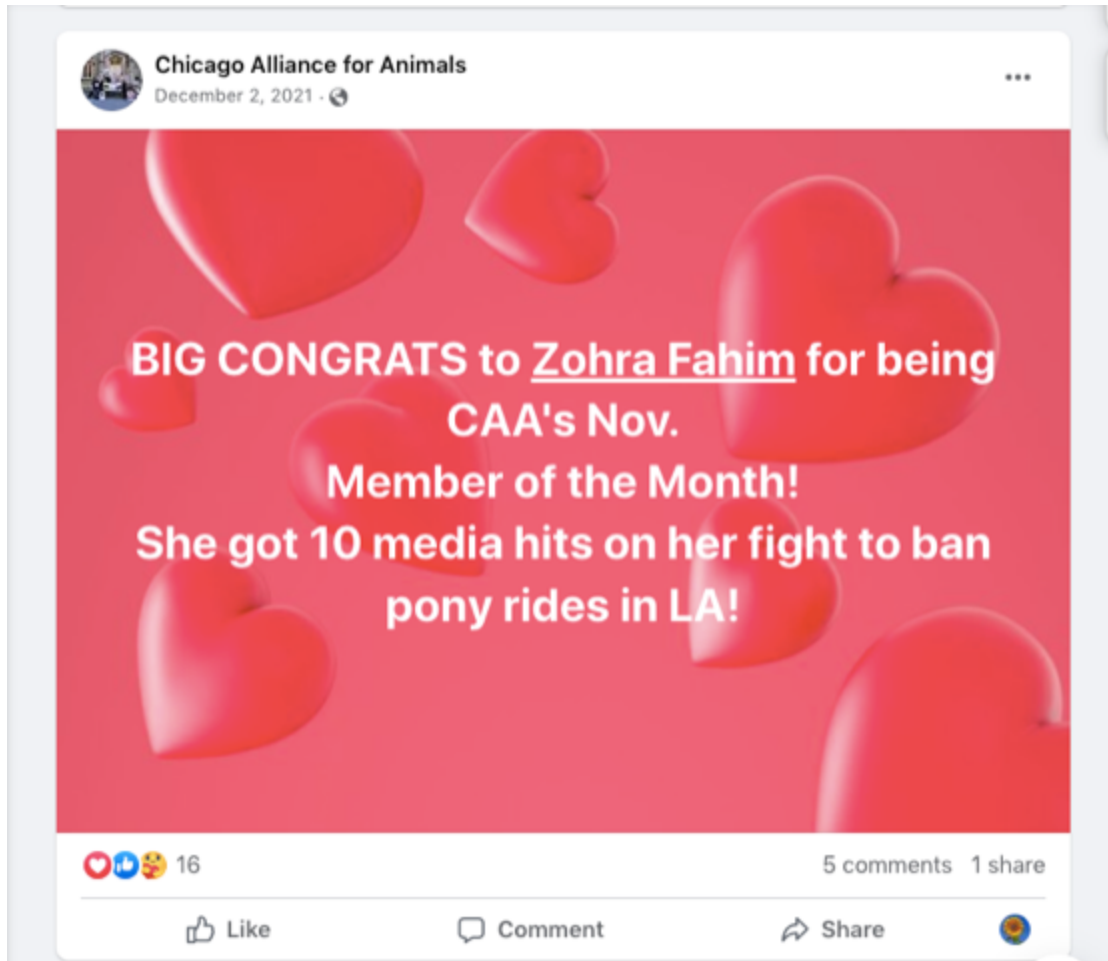 Chicago Alliance for Animals
December 2, 2021 ·
BIG CONGRATS to Zohra Fahim for being
CAA's Nov.
Member of the Month!
She got 10 media hits on her fight to ban
pony rides in LA!
16
5 comments 1 share
Like
Comment
Share